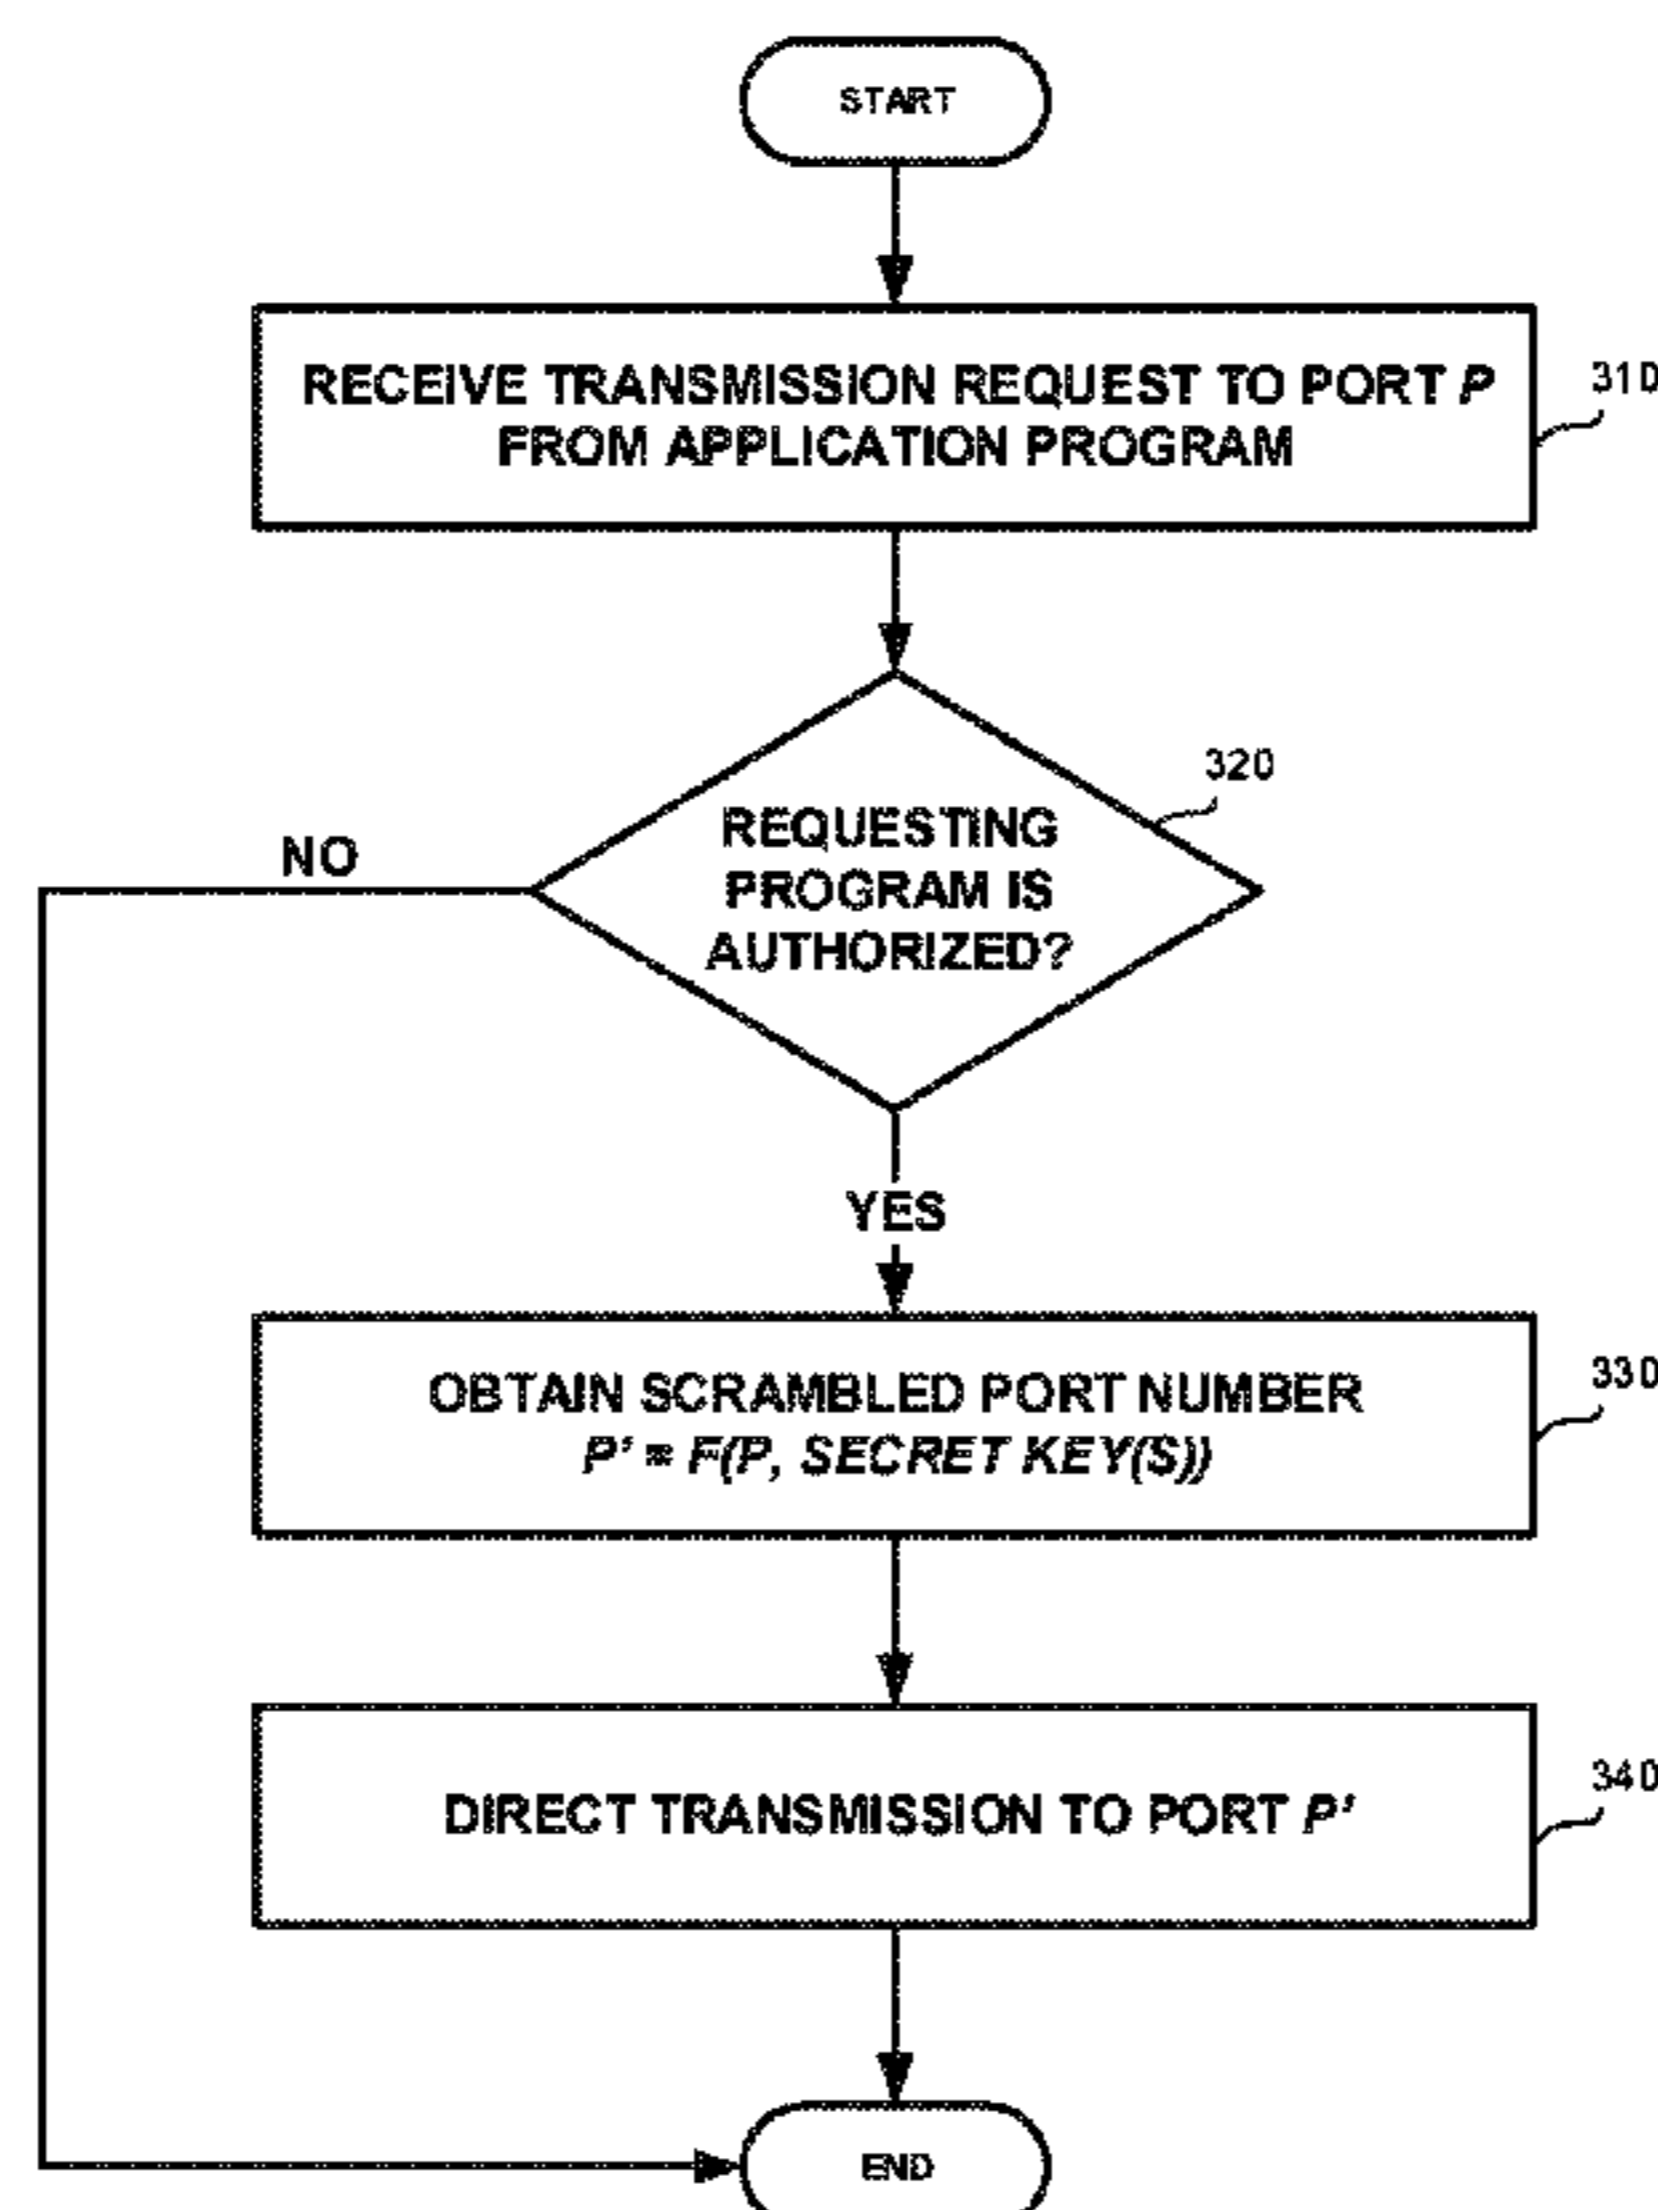 START
RECEIVE TRANSMISSION REQUEST TO PORT P
FROM APPLICATION PROGRAM
310
320
REQUESTING
PROGRAM IS
AUTHORIZED?
NO
YES
OBTAIN SCRAMBLED PORT NUMBER
P' = F(P, SECRET KEY(S))
330
DIRECT TRANSMISSION TO PORT P'
340
END